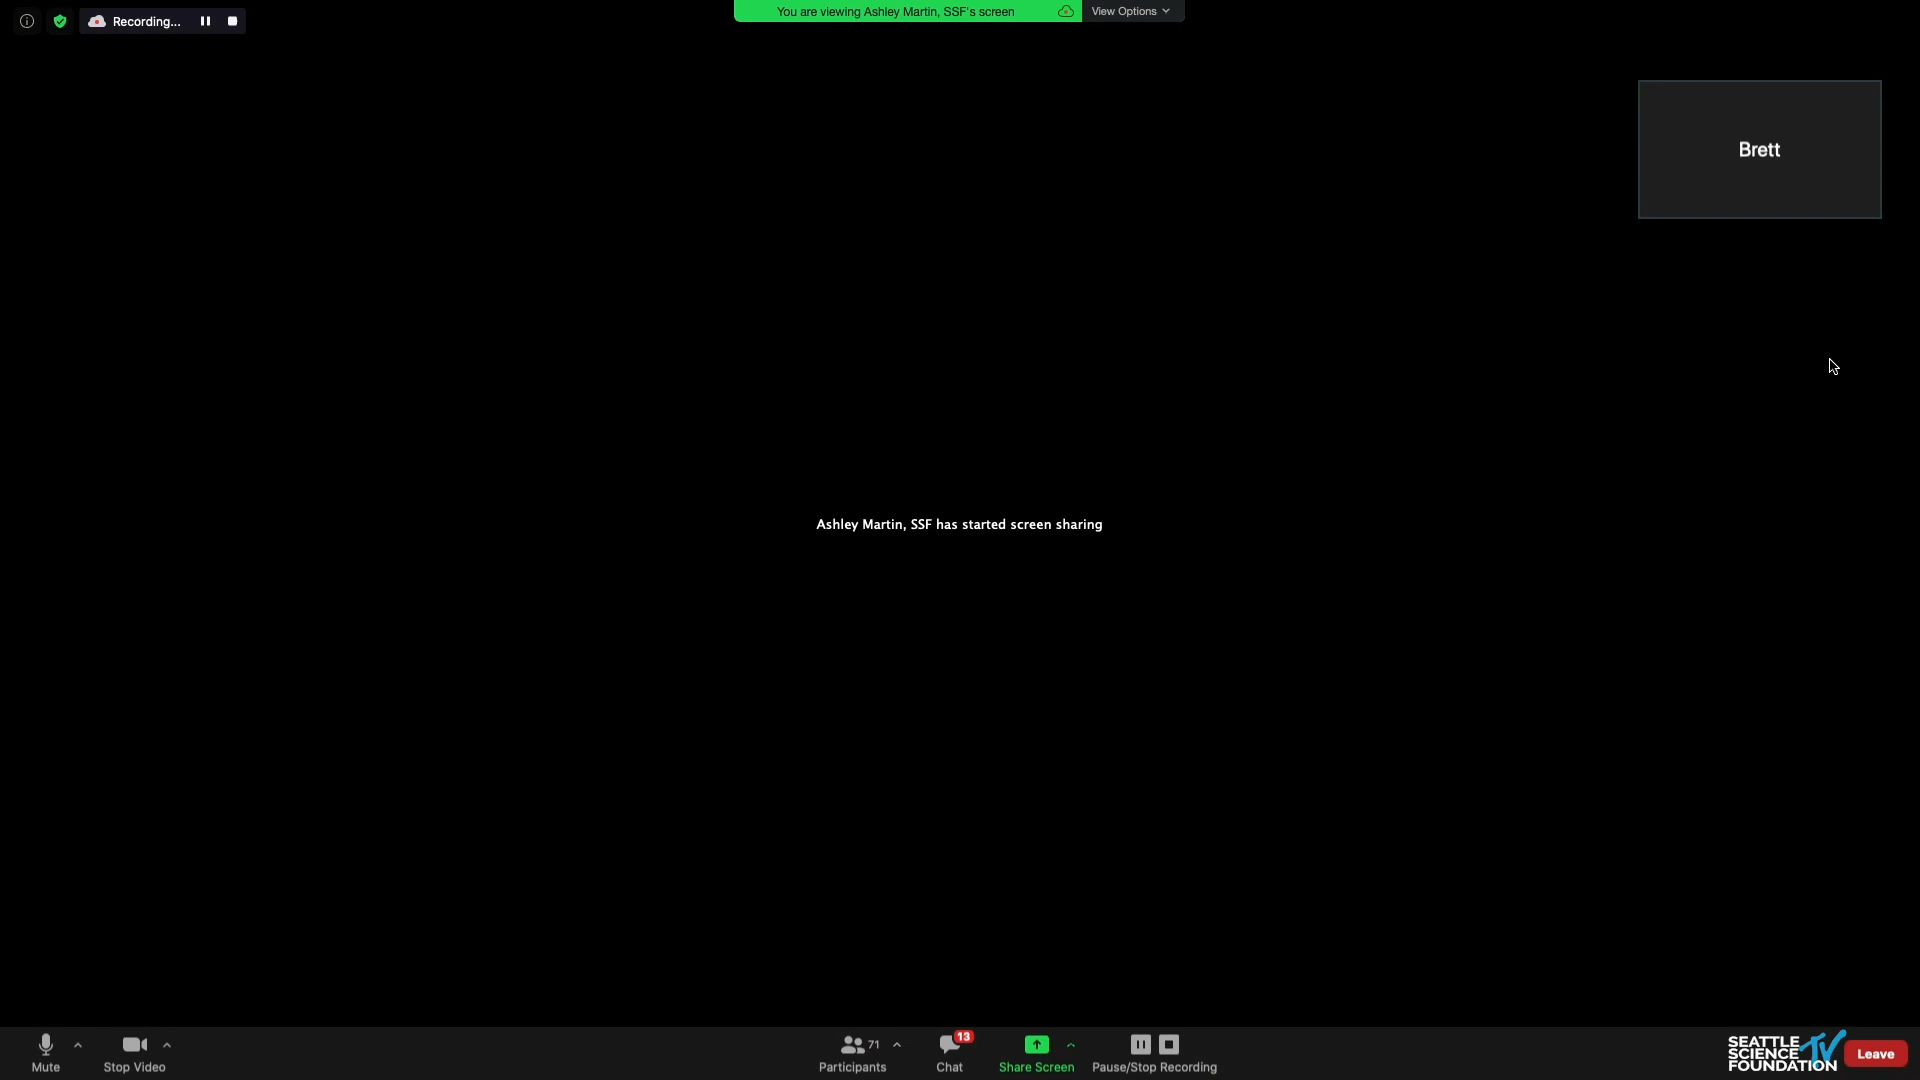 Recording...
You are viewing Ashley Martin, SSF's screen
View Options
Brett
Ashley Martin, SSF has started screen sharing
Mute
Stop Video
71
Participants
13
Chat
Share Screen
Pause/Stop Recording
SEATTLE
SCIENCE
FOUNDATION
TV
Leave